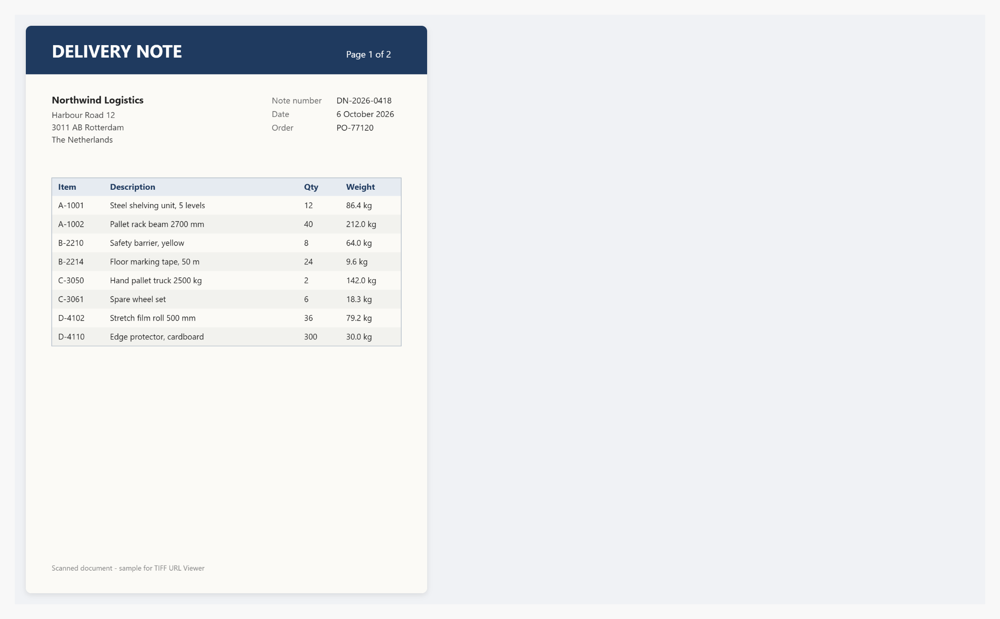 DELIVERY NOTE
Page 1 of 2
Northwind Logistics
Harbour Road 12
3011 AB Rotterdam
The Netherlands
Note number DN-2026-0418
Date 6 October 2026
Order PO-77120
Item Description Qty Weight
A-1001 Steel shelving unit, 5 levels 12 86.4 kg
A-1002 Pallet rack beam 2700 mm 40 212.0 kg
B-2210 Safety barrier, yellow 8 64.0 kg
B-2214 Floor marking tape, 50 m 24 9.6 kg
C-3050 Hand pallet truck 2500 kg 2 142.0 kg
C-3061 Spare wheel set 6 18.3 kg
D-4102 Stretch film roll 500 mm 36 79.2 kg
D-4110 Edge protector, cardboard 300 30.0 kg
Scanned document - sample for TIFF URL Viewer